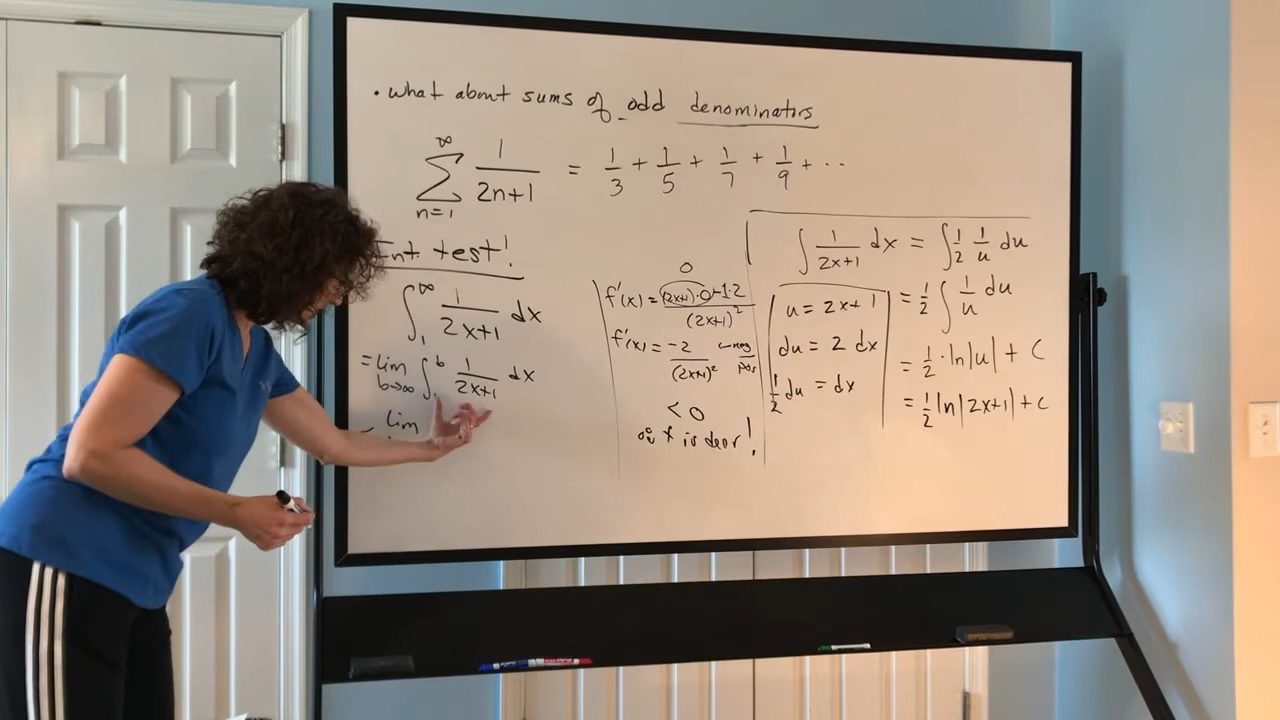 • what about sums of odd denominators
∞ ∑ n=1 1/(2n+1) = 1/3 + 1/5 + 1/7 + 1/9 + ...
Int test!
∫₁^∞ 1/(2x+1) dx
= lim b→∞ ∫₁^b 1/(2x+1) dx
= lim
0
f'(x) = ((2x+1)·0-1·2)/(2x+1)²
f'(x) = -2/(2x+1)² ← neg/pos
< 0
∴ f is decr!
∫ 1/(2x+1) dx = ∫ 1/2 1/u du
u = 2x+1
du = 2 dx
1/2 du = dx
= 1/2 ∫ 1/u du
= 1/2 · ln|u| + C
= 1/2 ln|2x+1| + C